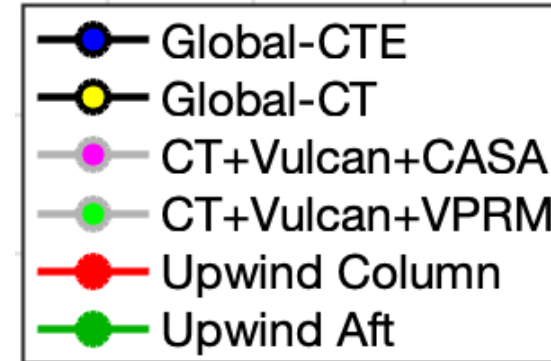 Global-CTE
Global-CT
CT+Vulcan+CASA
CT+Vulcan+VPRM
Upwind Column
Upwind Aft